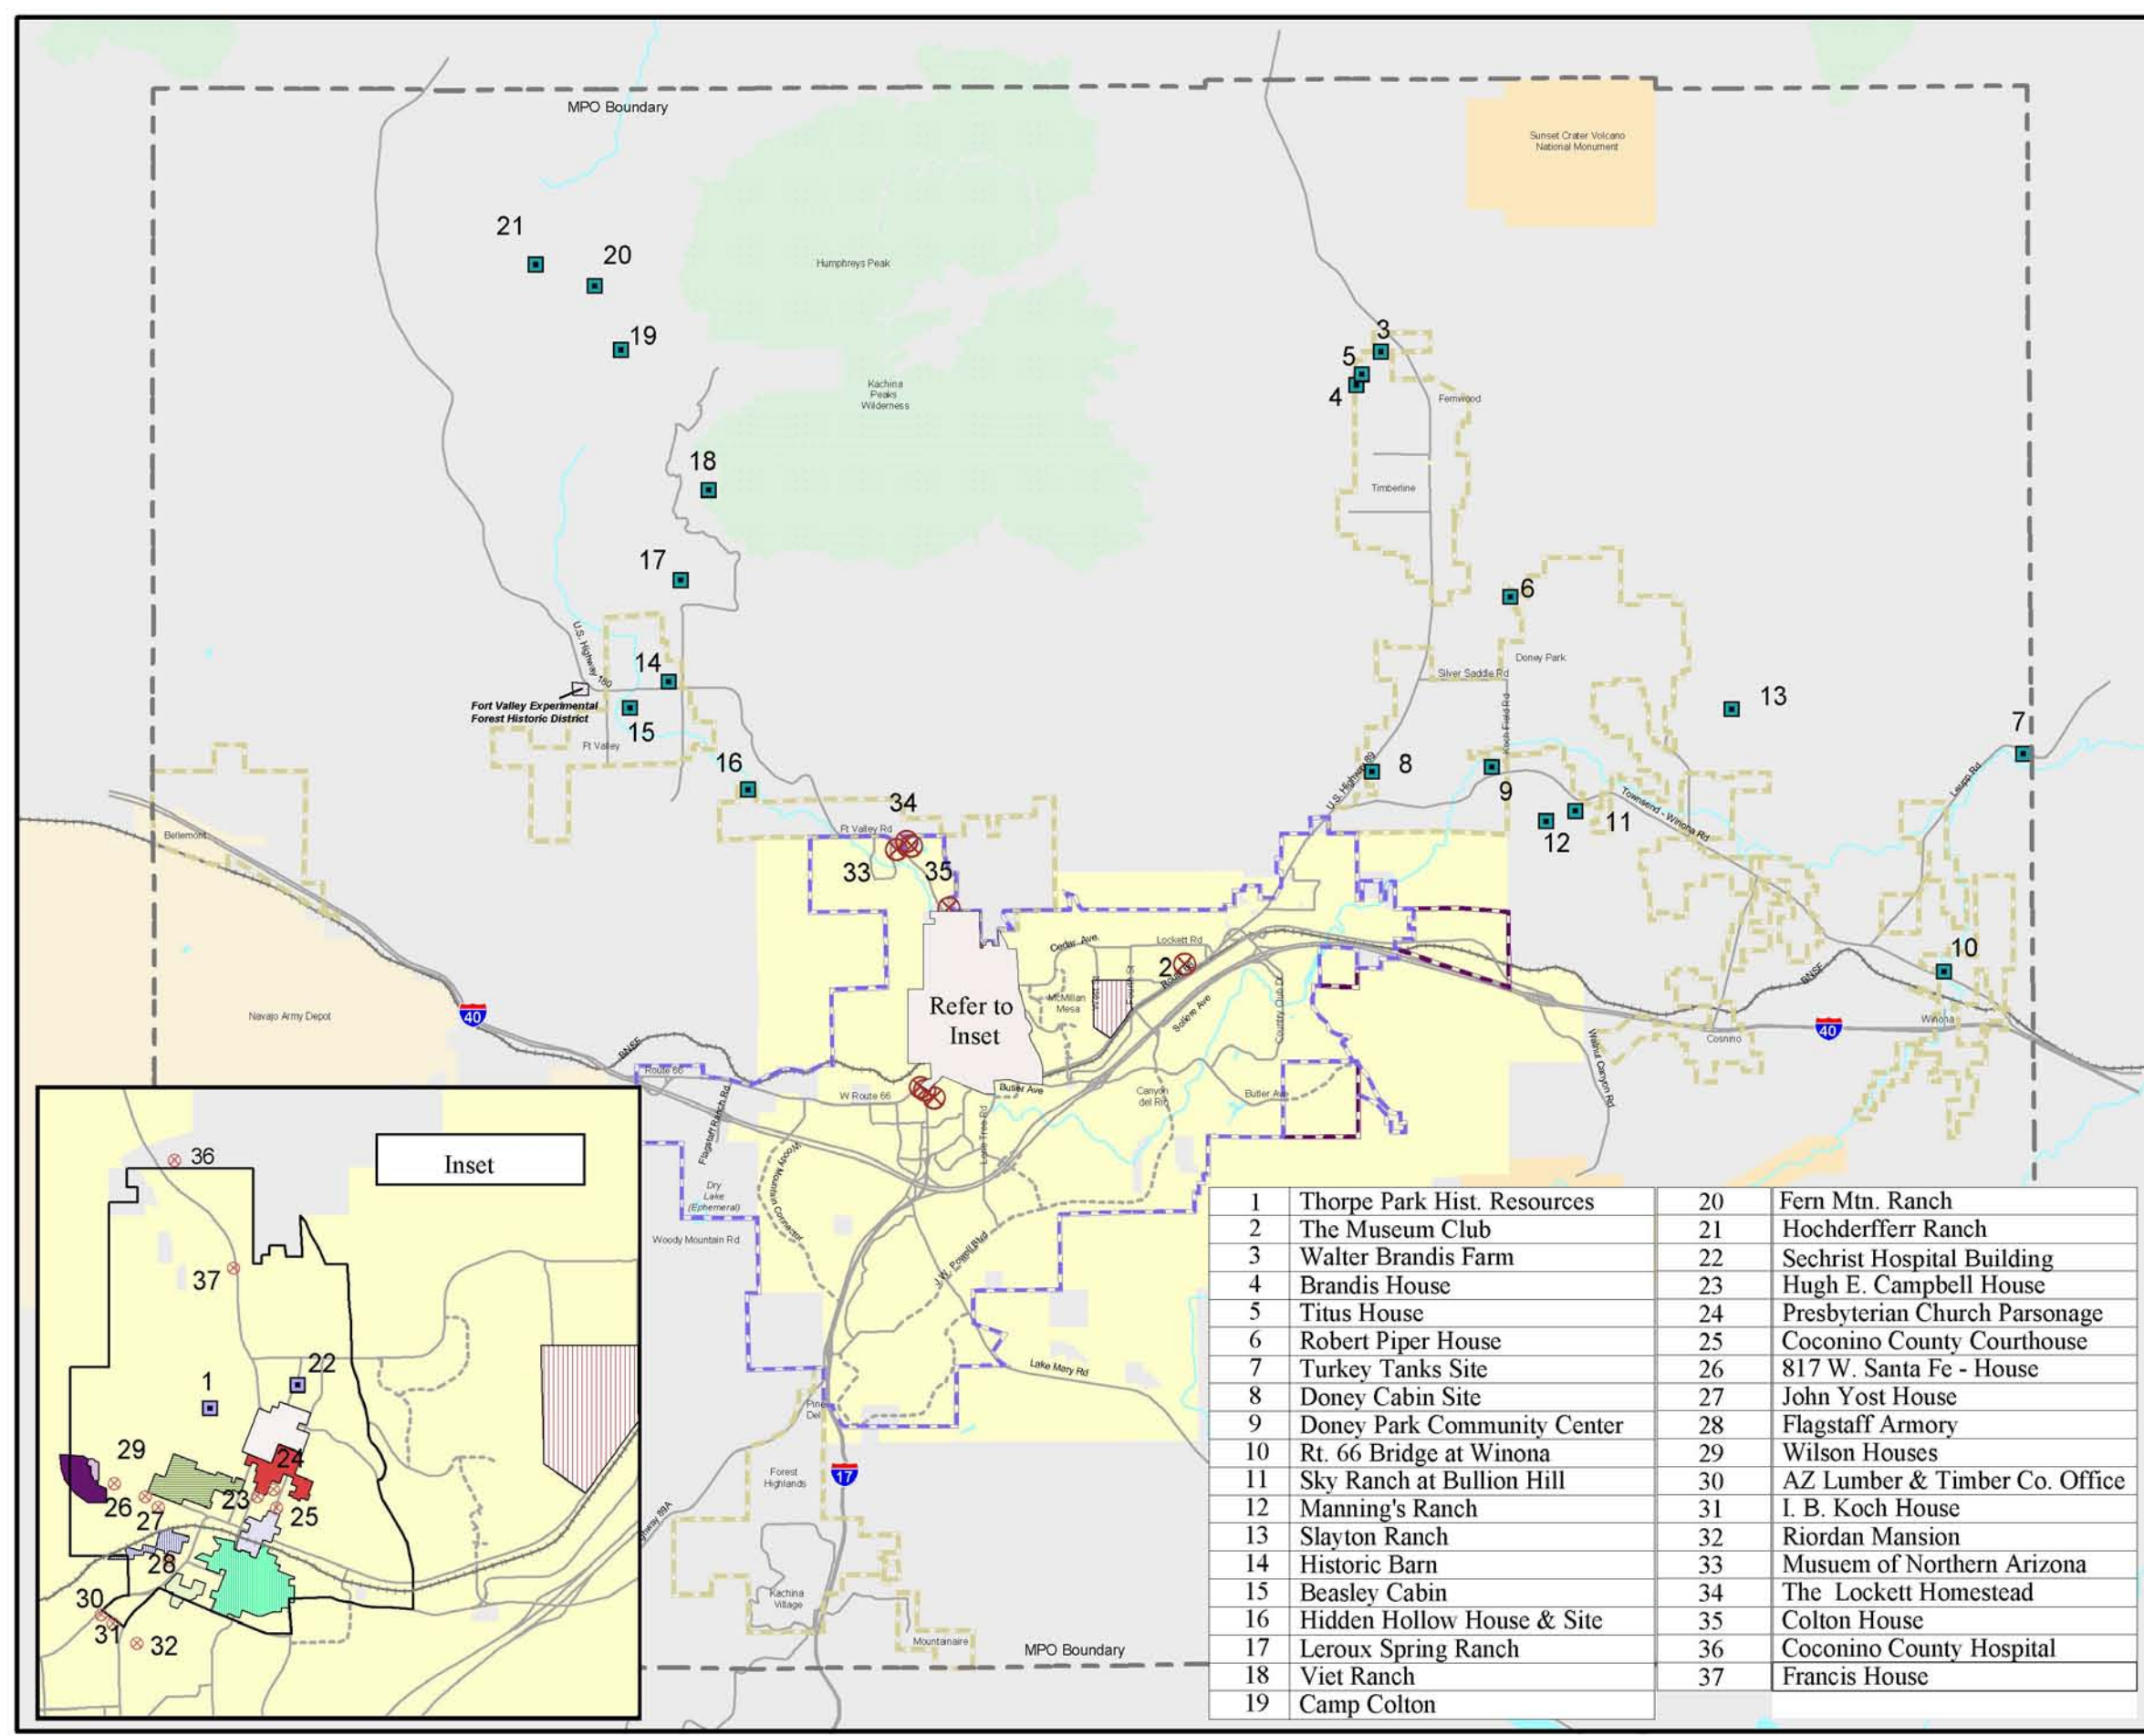 MPO Boundary
Sunset Crater Volcano
National Monument
21
20
Humphreys Peak
19
3
5
4
Kachina
Peaks
Wilderness
Fernwood
18
Timberline
17
6
U.S. Highway 180
14
Doney Park
Silver Saddle Rd
Koch Field Rd
13
Fort Valley Experimental
Forest Historic District
15
Ft Valley
7
16
8
9
U.S. Highway 89
Leupp Rd
34
Townsend - Winona Rd
11
12
Bellemont
Ft Valley Rd
33
35
Cedar Ave
Lockett Rd
2
10
BNSF
Refer to
Inset
McMillan
Mesa
Soliere Ave
Country Club Dr
Navajo Army Depot
40
40
Winona
Cosnino
Walnut Canyon Rd
BNSF
Route 66
W Route 66
Butler Ave
Canyon
del Rio
Butler Ave
Flagstaff Ranch Rd
Lone Tree Rd
Woody Mountain Connector
Dry
Lake
(Ephemeral)
Woody Mountain Rd
J.W. Powell Blvd
Lake Mary Rd
Pine
Del
Forest
Highlands
17
Kachina
Village
Mountainaire
MPO Boundary
Inset
36
37
22
1
29
24
26
23
25
27
28
30
31
32
1 Thorpe Park Hist. Resources
2 The Museum Club
3 Walter Brandis Farm
4 Brandis House
5 Titus House
6 Robert Piper House
7 Turkey Tanks Site
8 Doney Cabin Site
9 Doney Park Community Center
10 Rt. 66 Bridge at Winona
11 Sky Ranch at Bullion Hill
12 Manning's Ranch
13 Slayton Ranch
14 Historic Barn
15 Beasley Cabin
16 Hidden Hollow House & Site
17 Leroux Spring Ranch
18 Viet Ranch
19 Camp Colton
20 Fern Mtn. Ranch
21 Hochderfferr Ranch
22 Sechrist Hospital Building
23 Hugh E. Campbell House
24 Presbyterian Church Parsonage
25 Coconino County Courthouse
26 817 W. Santa Fe - House
27 John Yost House
28 Flagstaff Armory
29 Wilson Houses
30 AZ Lumber & Timber Co. Office
31 I. B. Koch House
32 Riordan Mansion
33 Musuem of Northern Arizona
34 The Lockett Homestead
35 Colton House
36 Coconino County Hospital
37 Francis House